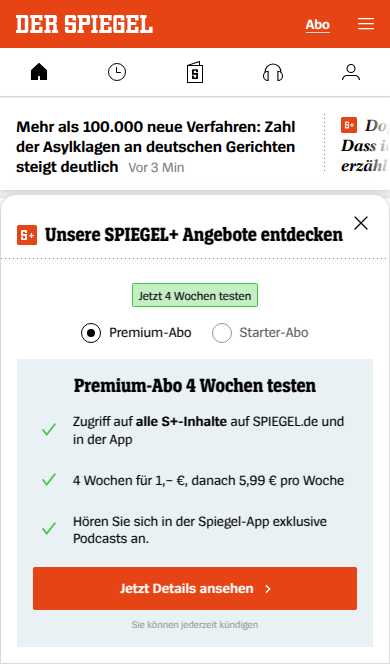 DER SPIEGEL
Abo
Mehr als 100.000 neue Verfahren: Zahl
der Asylklagen an deutschen Gerichten
steigt deutlich Vor 3 Min
S+
Dass
erzähl
S+ Unsere SPIEGEL+ Angebote entdecken
Jetzt 4 Wochen testen
Premium-Abo
Starter-Abo
Premium-Abo 4 Wochen testen
Zugriff auf alle S+-Inhalte auf SPIEGEL.de und
in der App
4 Wochen für 1,– €, danach 5,99 € pro Woche
Hören Sie sich in der Spiegel-App exklusive
Podcasts an.
Jetzt Details ansehen
Sie können jederzeit kündigen